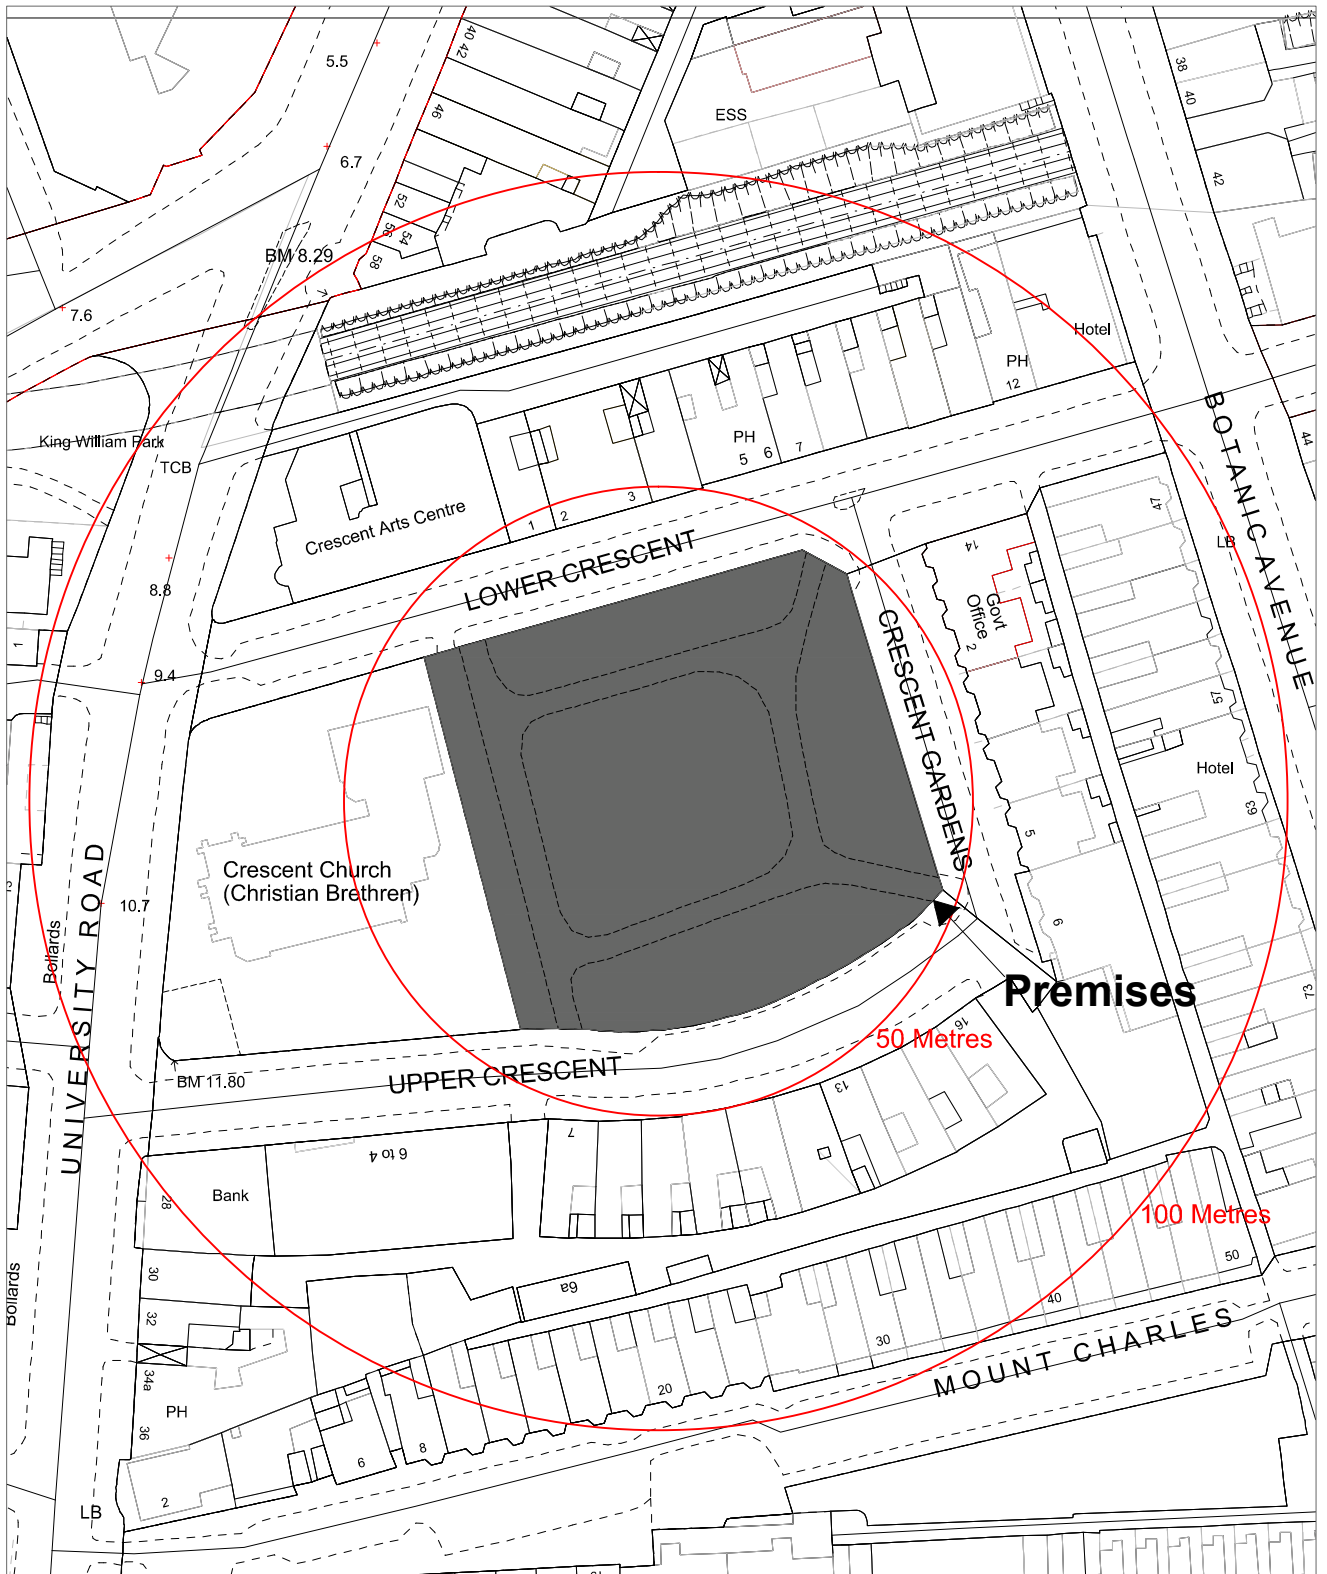 5.5
40 42
46
ESS
38
40
6.7
52
54
56
58
42
BM 8.29
7.6
Hotel
PH
12
King William Park
TCB
PH
5
6
7
44
BOTANIC AVENUE
Crescent Arts Centre
1
2
3
47
LB
LOWER CRESCENT
14
Govt
Office
2
8.8
1
9.4
CRESCENT GARDENS
57
Hotel
63
5
Crescent Church
(Christian Brethren)
10.7
Bollards
UNIVERSITY ROAD
9
Premises
73
50 Metres
16
UPPER CRESCENT
BM 11.80
13
7
6 to 4
Bank
28
100 Metres
50
30
32
Bollards
6a
40
30
MOUNT CHARLES
34a
20
PH
36
8
6
2
LB